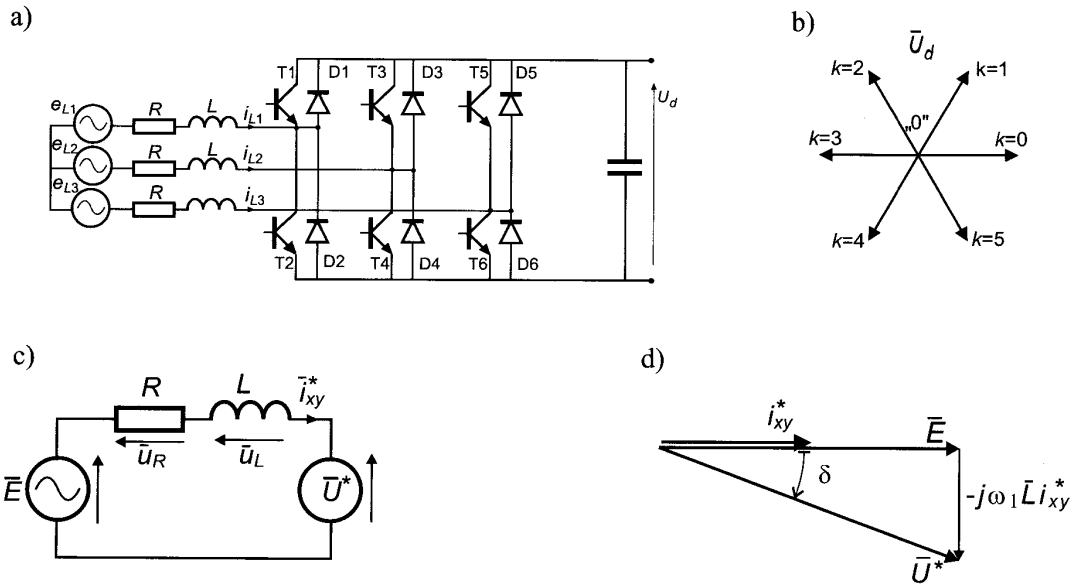 a)
T1 D1 T3 D3 T5 D5
e_L1 R L i_L1
e_L2 R L i_L2
e_L3 R L i_L3
U_d
T2 D2 T4 D4 T6 D6
b)
Ū_d
k=2 k=1
„0"
k=3 k=0
k=4 k=5
c)
R L ī*_xy
ū_R ū_L
Ē Ū*
d)
i*_xy Ē
δ
-jω_1 L̄ i*_xy
Ū*